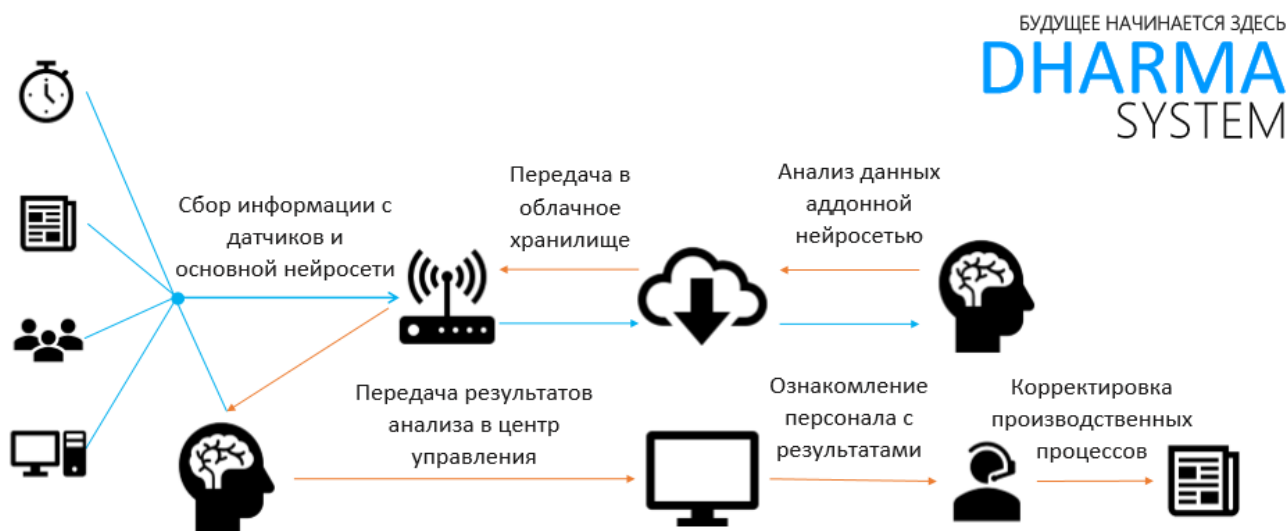 БУДУЩЕЕ НАЧИНАЕТСЯ ЗДЕСЬ
DHARMA
SYSTEM
Сбор информации с
датчиков и
основной нейросети
Передача в
облачное
хранилище
Анализ данных
аддонной
нейросетью
Передача результатов
анализа в центр
управления
Ознакомление
персонала с
результатами
Корректировка
производственных
процессов